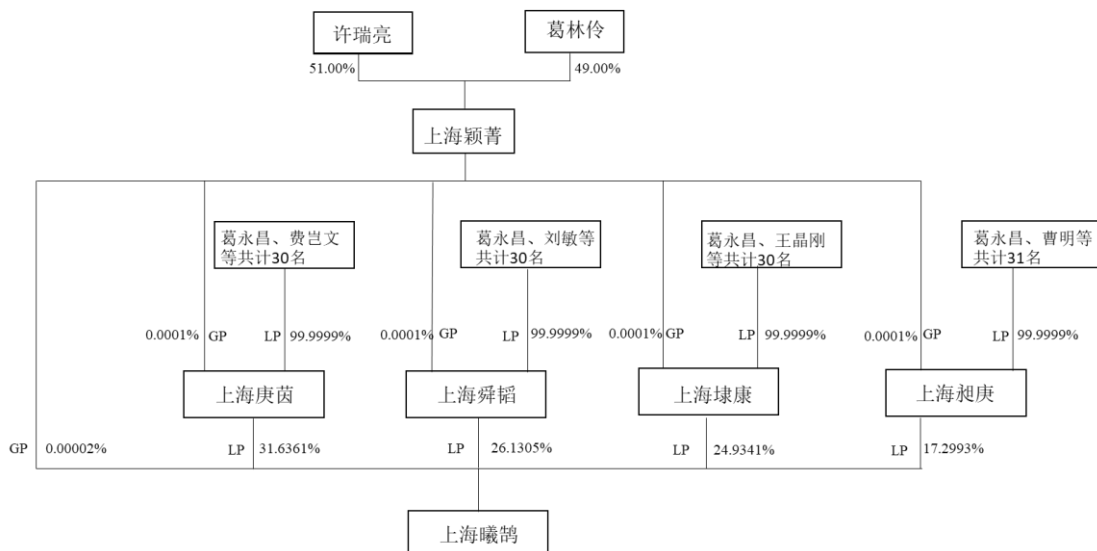 许瑞亮
葛林伶
51.00%
49.00%
上海颖菁
葛永昌、费岂文
等共计30名
葛永昌、刘敏等
共计30名
葛永昌、王晶刚
等共计30名
葛永昌、曹明等
共计31名
0.0001% GP LP 99.9999%
0.0001% GP LP 99.9999%
0.0001% GP LP 99.9999%
0.0001% GP LP 99.9999%
上海庚茵
上海舜韬
上海埭康
上海昶庚
GP 0.00002%
LP 31.6361%
LP 26.1305%
LP 24.9341%
LP 17.2993%
上海曦鹄